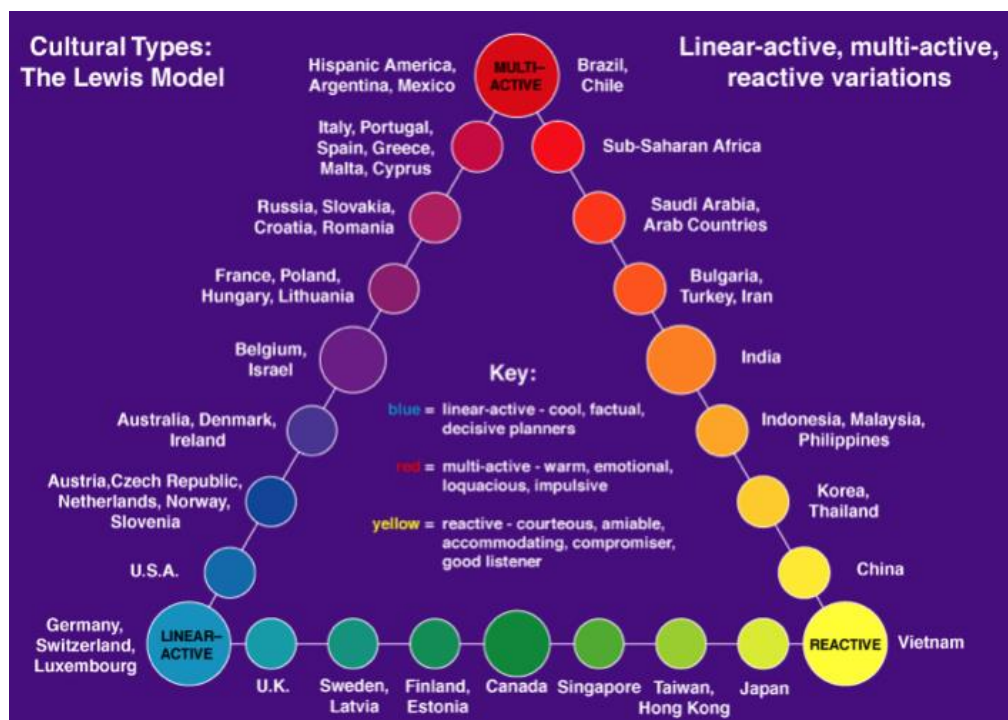 Cultural Types:
The Lewis Model
Linear-active, multi-active,
reactive variations
Hispanic America,
Argentina, Mexico
MULTI-
ACTIVE
Brazil,
Chile
Italy, Portugal,
Spain, Greece,
Malta, Cyprus
Sub-Saharan Africa
Russia, Slovakia,
Croatia, Romania
Saudi Arabia,
Arab Countries
France, Poland,
Hungary, Lithuania
Bulgaria,
Turkey, Iran
Belgium,
Israel
India
Key:
blue = linear-active - cool, factual,
decisive planners
red = multi-active - warm, emotional,
loquacious, impulsive
yellow = reactive - courteous, amiable,
accommodating, compromiser,
good listener
Australia, Denmark,
Ireland
Indonesia, Malaysia,
Philippines
Austria,Czech Republic,
Netherlands, Norway,
Slovenia
Korea,
Thailand
U.S.A.
China
Germany,
Switzerland,
Luxembourg
LINEAR-
ACTIVE
REACTIVE
Vietnam
U.K.
Sweden,
Latvia
Finland,
Estonia
Canada
Singapore
Taiwan,
Hong Kong
Japan